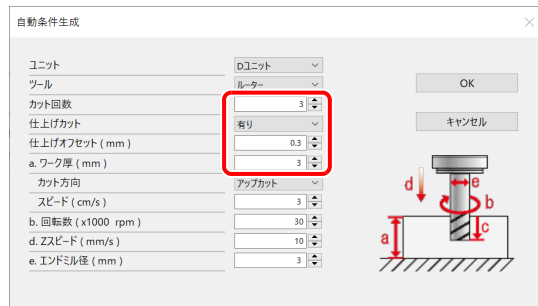 自動条件生成
ユニット Dユニット
ツール ルーター
カット回数 3
仕上げカット 有り
仕上げオフセット ( mm ) 0.3
a. ワーク厚 ( mm ) 3
カット方向 アップカット
スピード ( cm/s ) 3
b. 回転数 ( x1000 rpm ) 30
d. Zスピード ( mm/s ) 10
e. エンドミル径 ( mm ) 3
OK
キャンセル
d
e
b
c
a